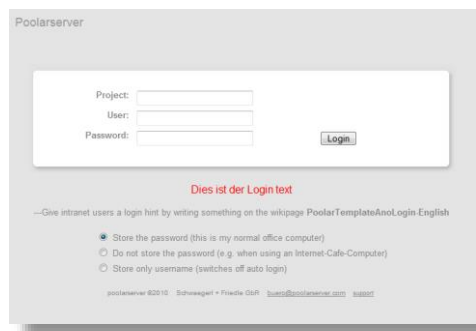 Poolarserver
Project:
User:
Password:
Login
Dies ist der Login text
---Give intranet users a login hint by writing something on the wikipage PoolarTemplateAnoLogin-English
Store the password (this is my normal office computer)
Do not store the password (e.g. when using an Internet-Cafe-Computer)
Store only username (switches off auto login)
poolarserver ©2010 Schweegerl + Friedle GbR buero@poolarserver.com support